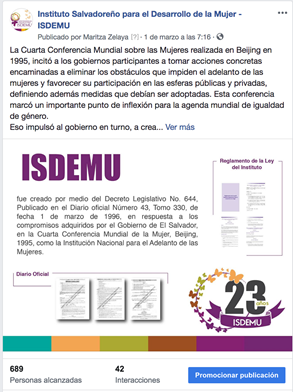 Instituto Salvadoreño para el Desarrollo de la Mujer -
ISDEMU
Publicado por Maritza Zelaya [?] · 1 de marzo a las 7:16 ·
La Cuarta Conferencia Mundial sobre las Mujeres realizada en Beijing en
1995, incitó a los gobiernos participantes a tomar acciones concretas
encaminadas a eliminar los obstáculos que impiden el adelanto de las
mujeres y favorecer su participación en las esferas públicas y privadas,
definiendo además medidas que debían ser adoptadas. Esta conferencia
marcó un importante punto de inflexión para la agenda mundial de igualdad
de género.
Eso impulsó al gobierno en turno, a crea... Ver más
ISDEMU
Reglamento de la Ley
del Instituto
fue creado por medio del Decreto Legislativo No. 644,
Publicado en el Diario oficial Número 43, Tomo 330, de
fecha 1 de marzo de 1996, en respuesta a los
compromisos adquiridos por el Gobierno de El Salvador,
en la Cuarta Conferencia Mundial de la Mujer, Beijing,
1995, como la Institución Nacional para el Adelanto de las
Mujeres.
Diario Oficial
23 años
ISDEMU
689
Personas alcanzadas
42
Interacciones
Promocionar publicación